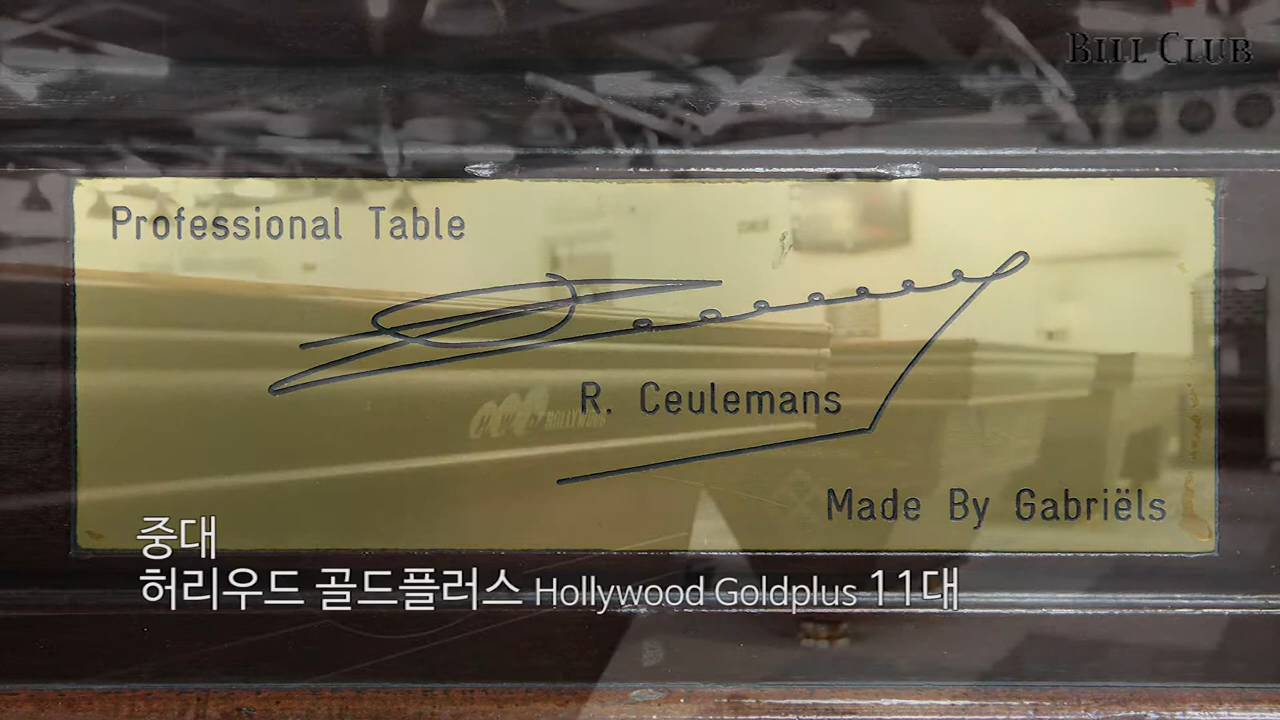 BILL CLUB
Professional Table
R. Ceulemans
HOLLYWOOD
Made By Gabriëls
중대
허리우드 골드플러스 Hollywood Goldplus 11대